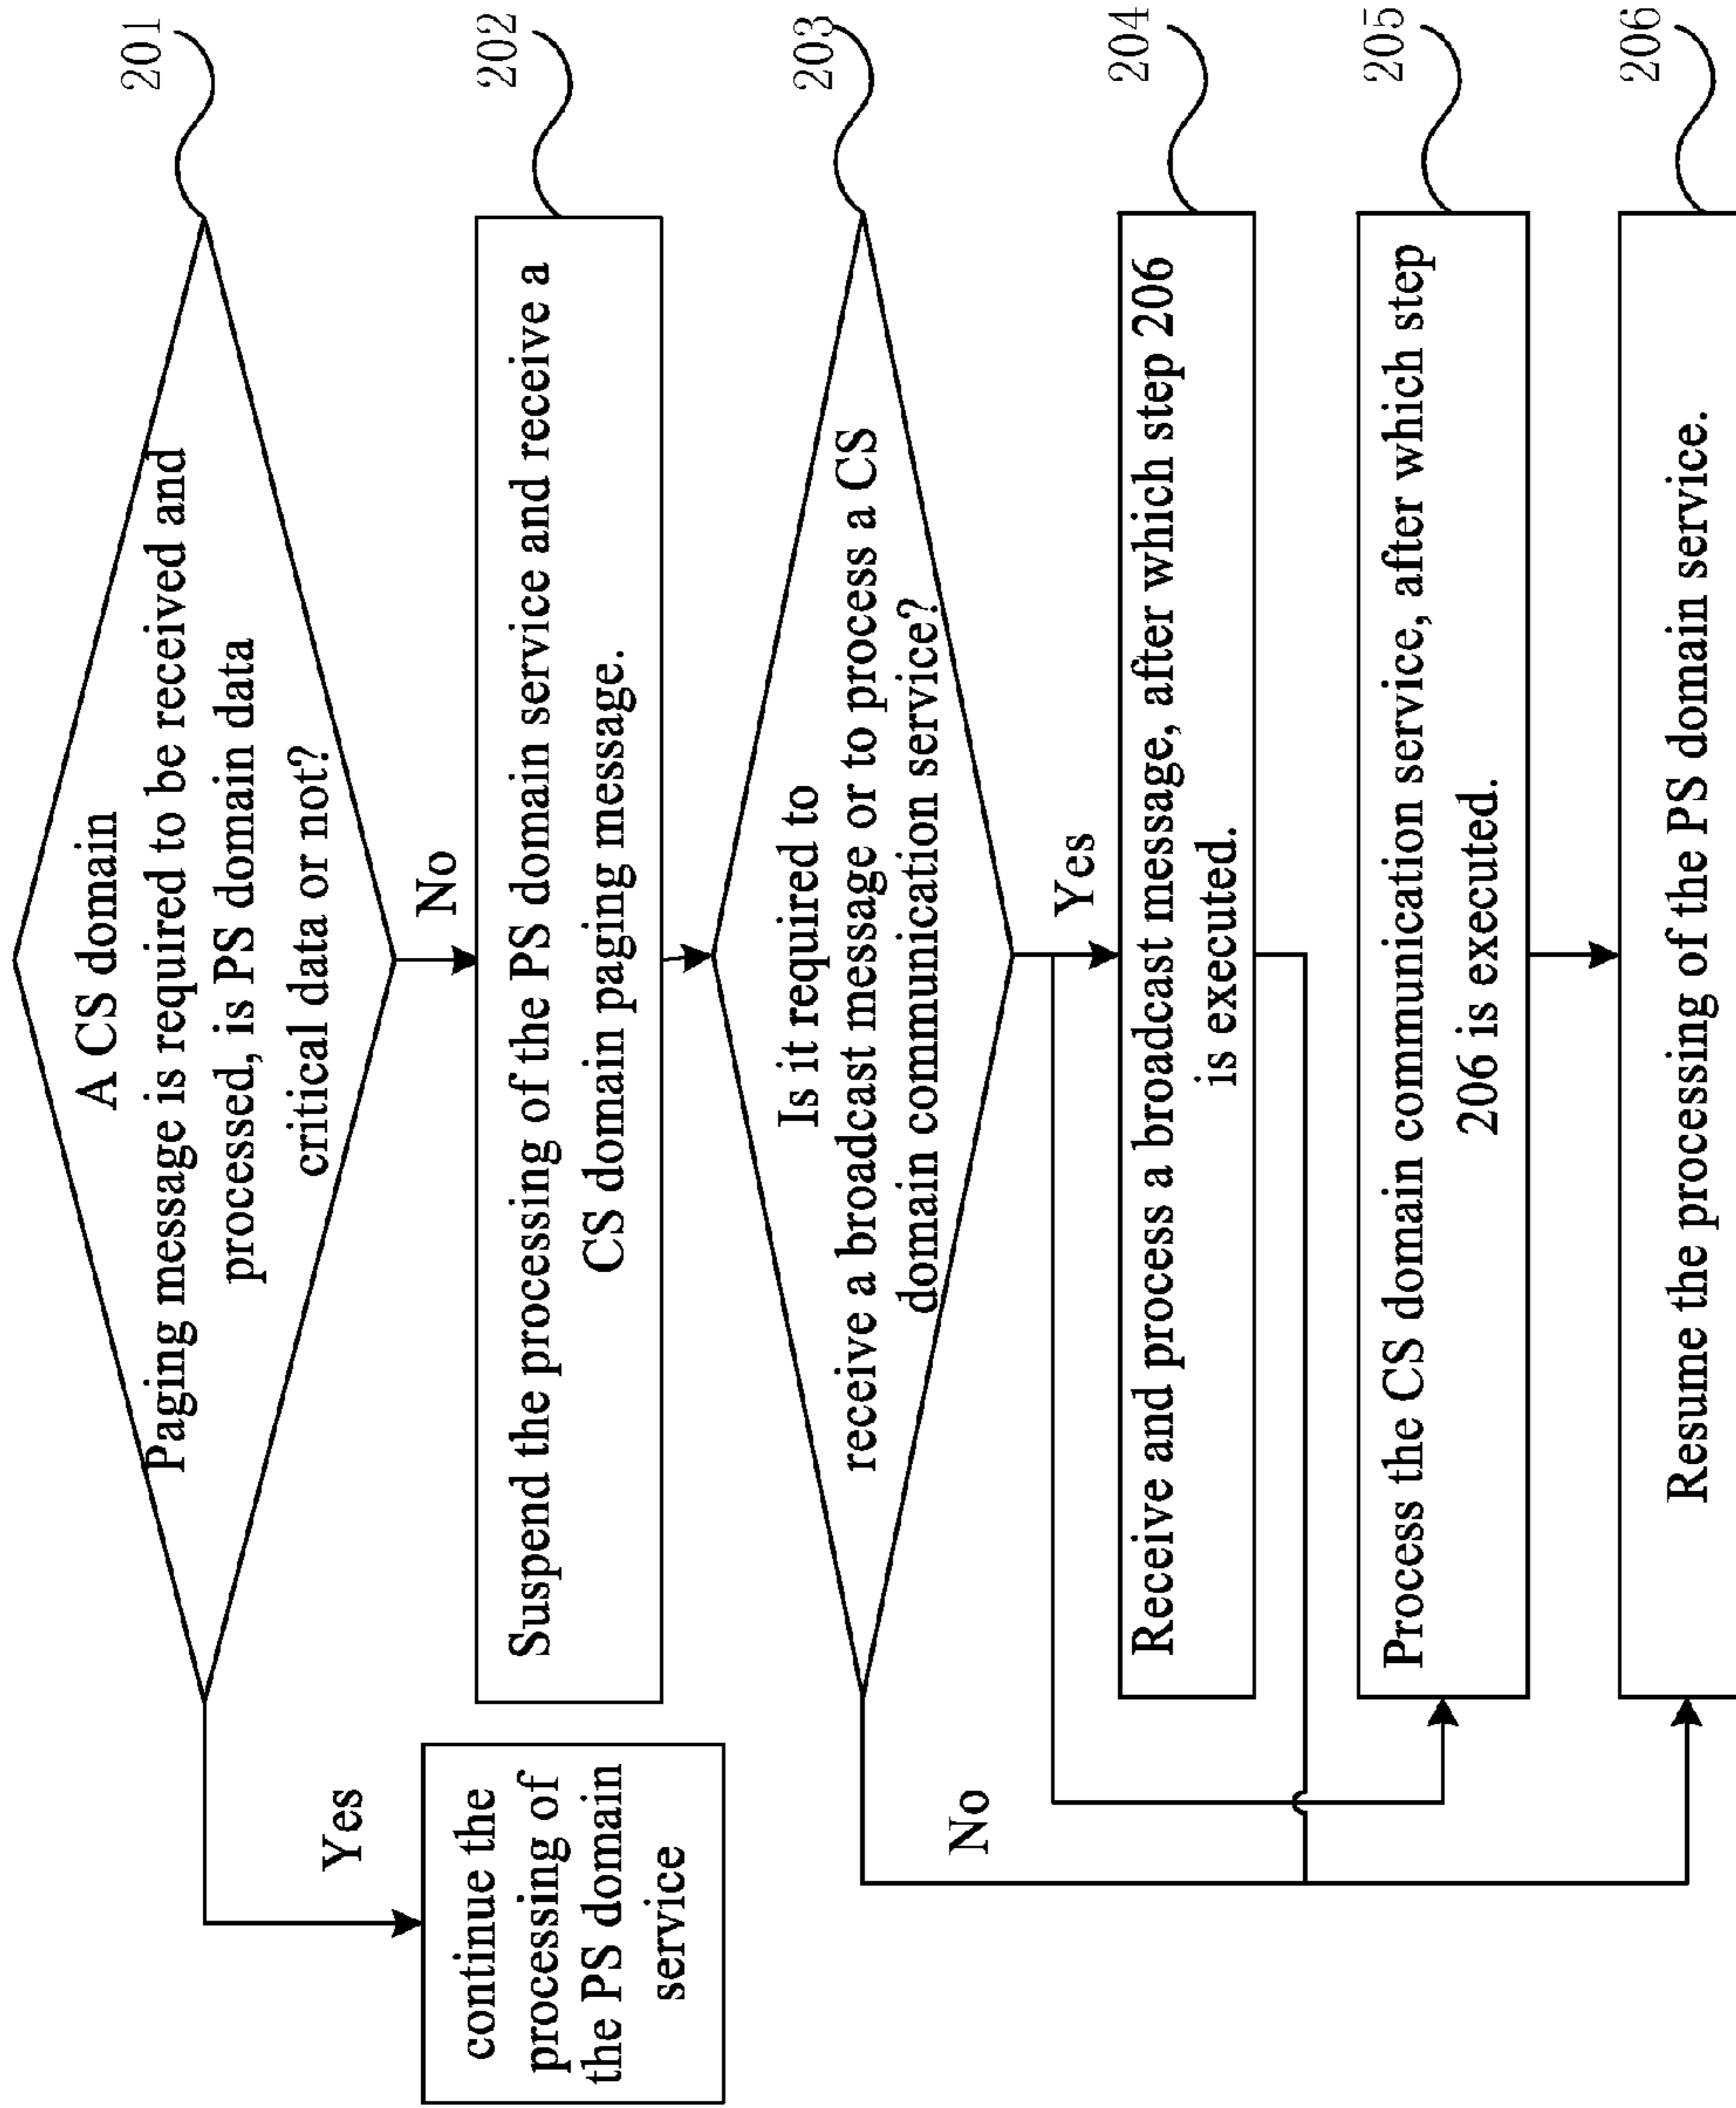 A CS domain
Paging message is required to be received and
processed, is PS domain data
critical data or not?
201
Yes
No
continue the
processing of
the PS domain
service
Suspend the processing of the PS domain service and receive a
CS domain paging message.
202
Is it required to
receive a broadcast message or to process a CS
domain communication service?
203
No
Yes
Receive and process a broadcast message, after which step 206
is executed.
204
Process the CS domain communication service, after which step
206 is executed.
205
Resume the processing of the PS domain service.
206